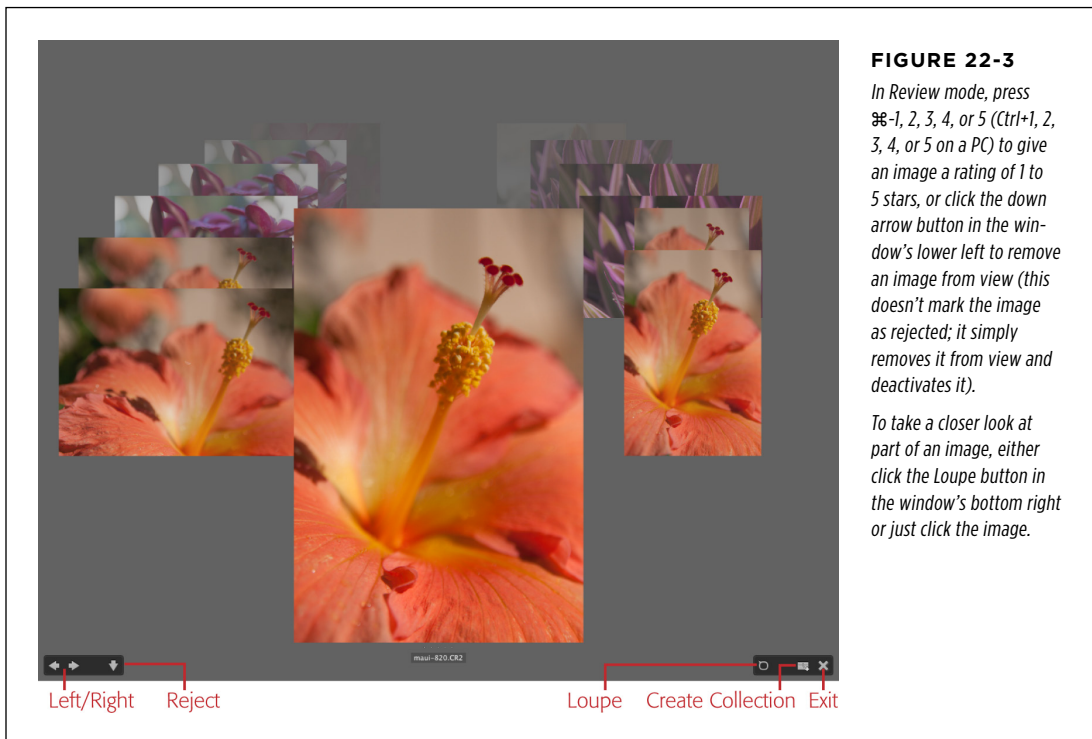 FIGURE 22-3
In Review mode, press
⌘-1, 2, 3, 4, or 5 (Ctrl+1, 2,
3, 4, or 5 on a PC) to give
an image a rating of 1 to
5 stars, or click the down
arrow button in the win-
dow's lower left to remove
an image from view (this
doesn't mark the image
as rejected; it simply
removes it from view and
deactivates it).
To take a closer look at
part of an image, either
click the Loupe button in
the window's bottom right
or just click the image.
maui-820.CR2
Left/Right Reject Loupe Create Collection Exit